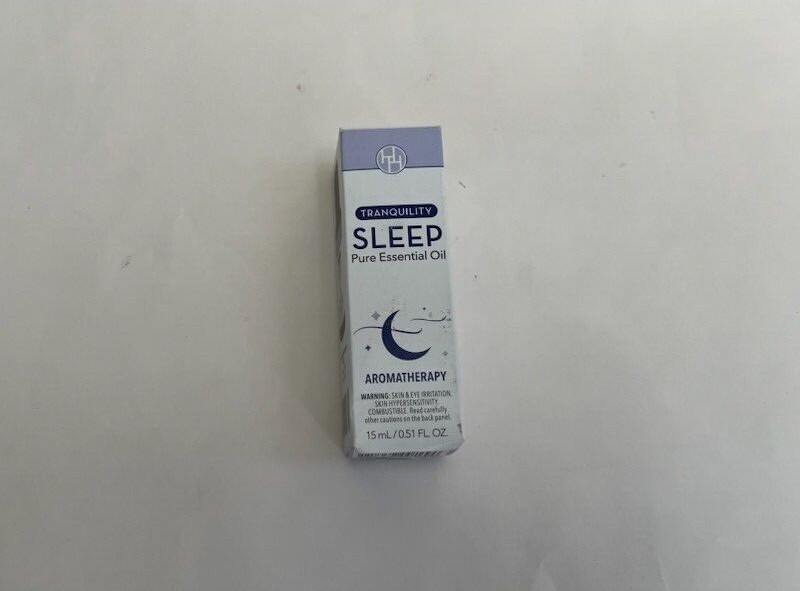 TRANQUILITY
SLEEP
Pure Essential Oil
AROMATHERAPY
WARNING: SKIN & EYE IRRITATION.
SKIN HYPERSENSITIVITY.
COMBUSTIBLE. Read carefully
other cautions on the back panel.
15 mL / 0.51 FL. OZ.